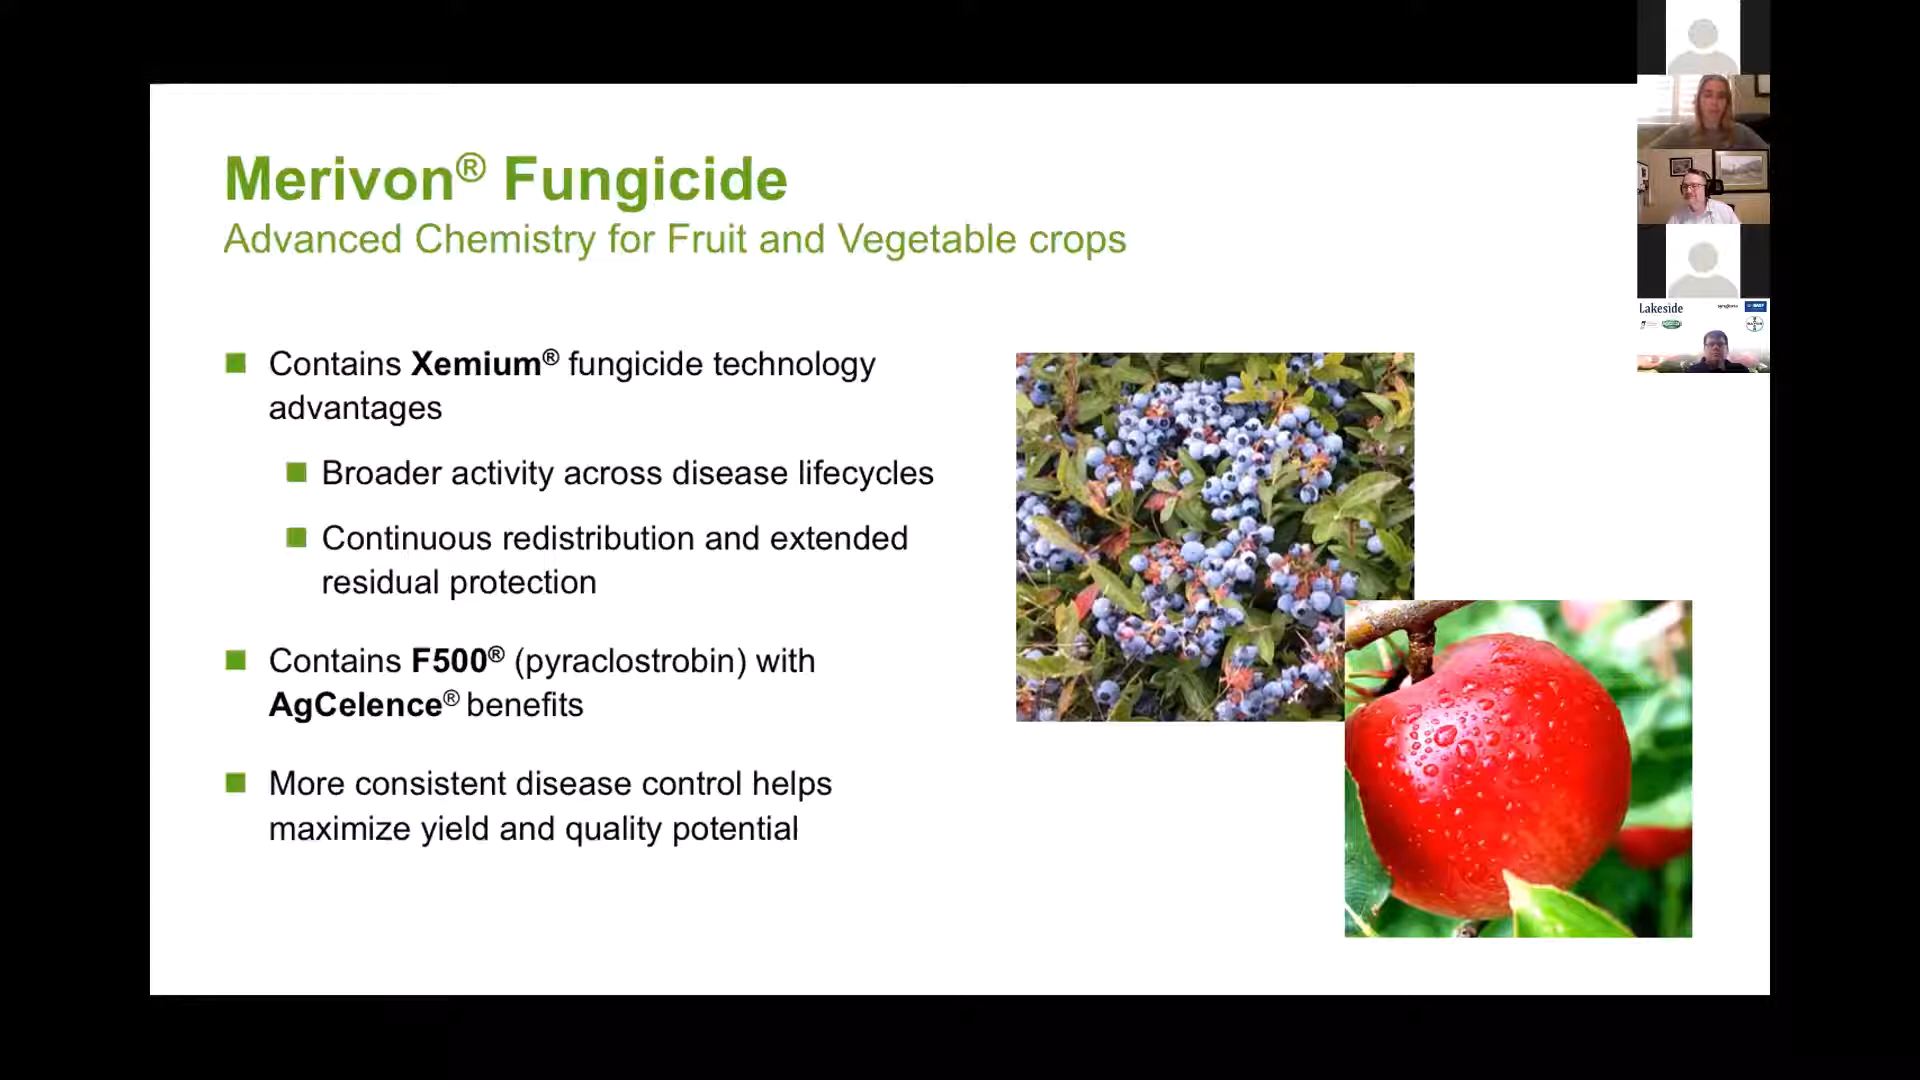 Merivon® Fungicide
Advanced Chemistry for Fruit and Vegetable crops
Contains Xemium® fungicide technology
advantages
Broader activity across disease lifecycles
Continuous redistribution and extended
residual protection
Contains F500® (pyraclostrobin) with
AgCelence® benefits
More consistent disease control helps
maximize yield and quality potential
Lakeside
syngenta
BASF